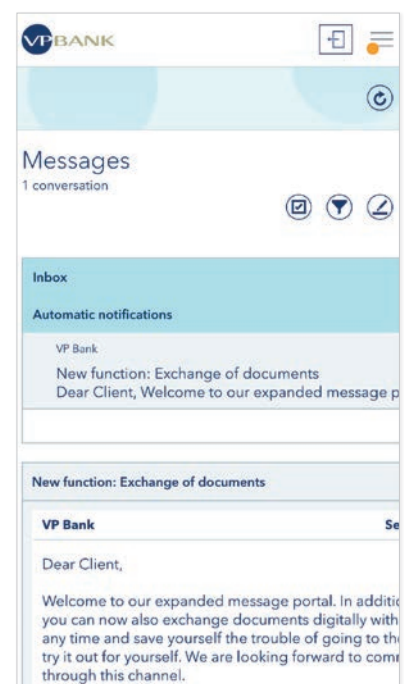 VPBANK
Messages
1 conversation
Inbox
Automatic notifications
VP Bank
New function: Exchange of documents
Dear Client, Welcome to our expanded message p
New function: Exchange of documents
VP Bank Se
Dear Client,
Welcome to our expanded message portal. In additio
you can now also exchange documents digitally with
any time and save yourself the trouble of going to the
try it out for yourself. We are looking forward to comm
through this channel.